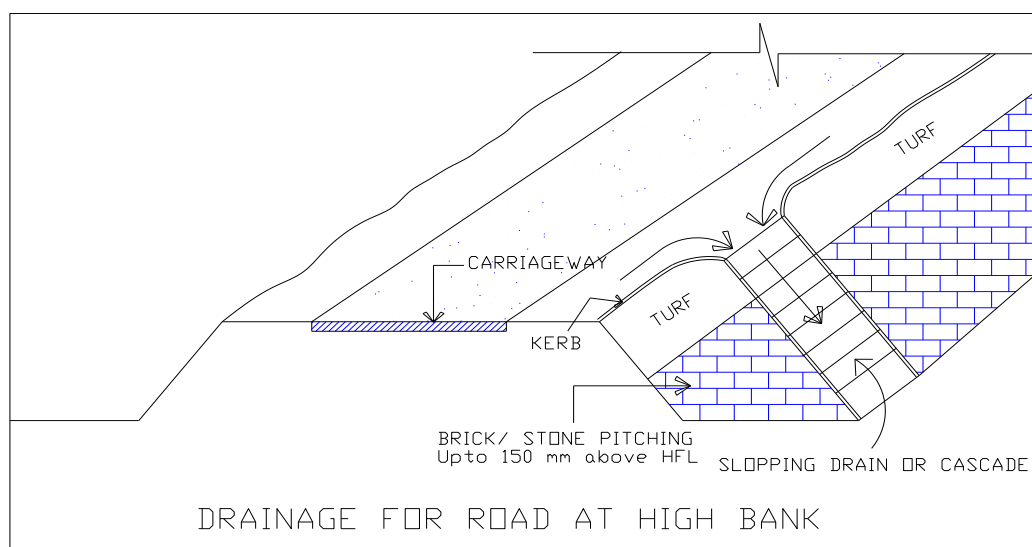 TURF
CARRIAGEWAY
TURF
KERB
BRICK/ STONE PITCHING
Upto 150 mm above HFL
SLOPPING DRAIN OR CASCADE
DRAINAGE FOR ROAD AT HIGH BANK